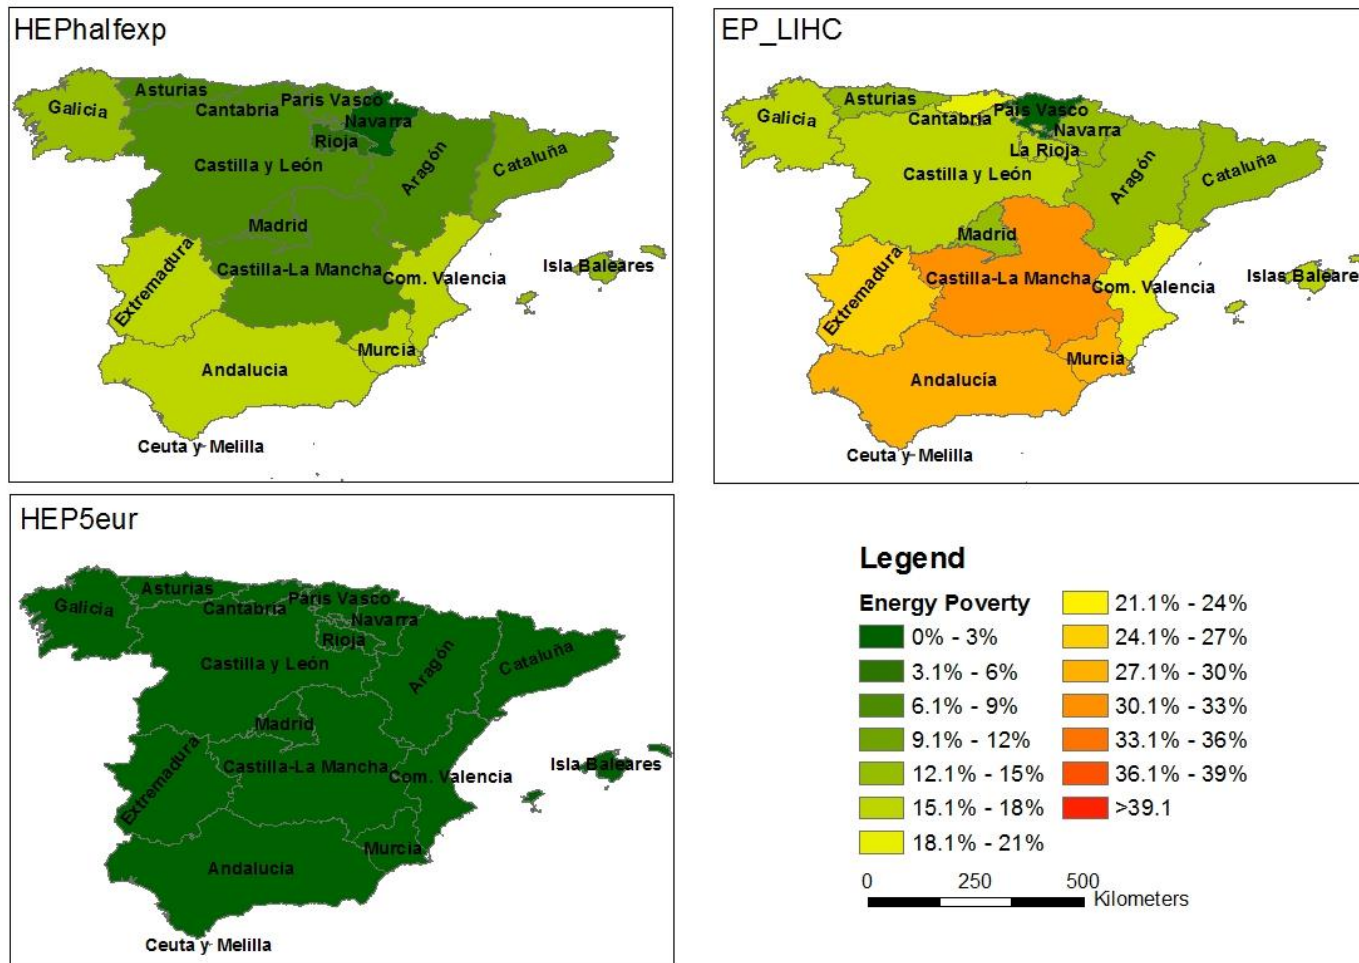 HEPhalfexp
Asturias
Galicia
Cantabria
Paris Vasco
Navarra
Rioja
Castilla y León
Aragón
Cataluña
Madrid
Extremadura
Castilla-La Mancha
Com. Valencia
Isla Baleares
Murcia
Andalucia
Ceuta y Melilla
EP_LIHC
Asturias
Galicia
Cantabria
País Vasco
Navarra
La Rioja
Castilla y León
Aragón
Cataluña
Madrid
Extremadura
Castilla-La Mancha
Com. Valencia
Islas Baleare
Murcia
Andalucía
Ceuta y Melilla
HEP5eur
Asturias
Galicia
Cantabria
Paris Vasco
Navarra
Rioja
Castilla y León
Aragón
Cataluña
Madrid
Extremadura
Castilla-La Mancha
Com. Valencia
Isla Baleares
Murcia
Andalucia
Ceuta y Melilla
Legend
Energy Poverty
0% - 3%
3.1% - 6%
6.1% - 9%
9.1% - 12%
12.1% - 15%
15.1% - 18%
18.1% - 21%
21.1% - 24%
24.1% - 27%
27.1% - 30%
30.1% - 33%
33.1% - 36%
36.1% - 39%
>39.1
0 250 500
Kilometers